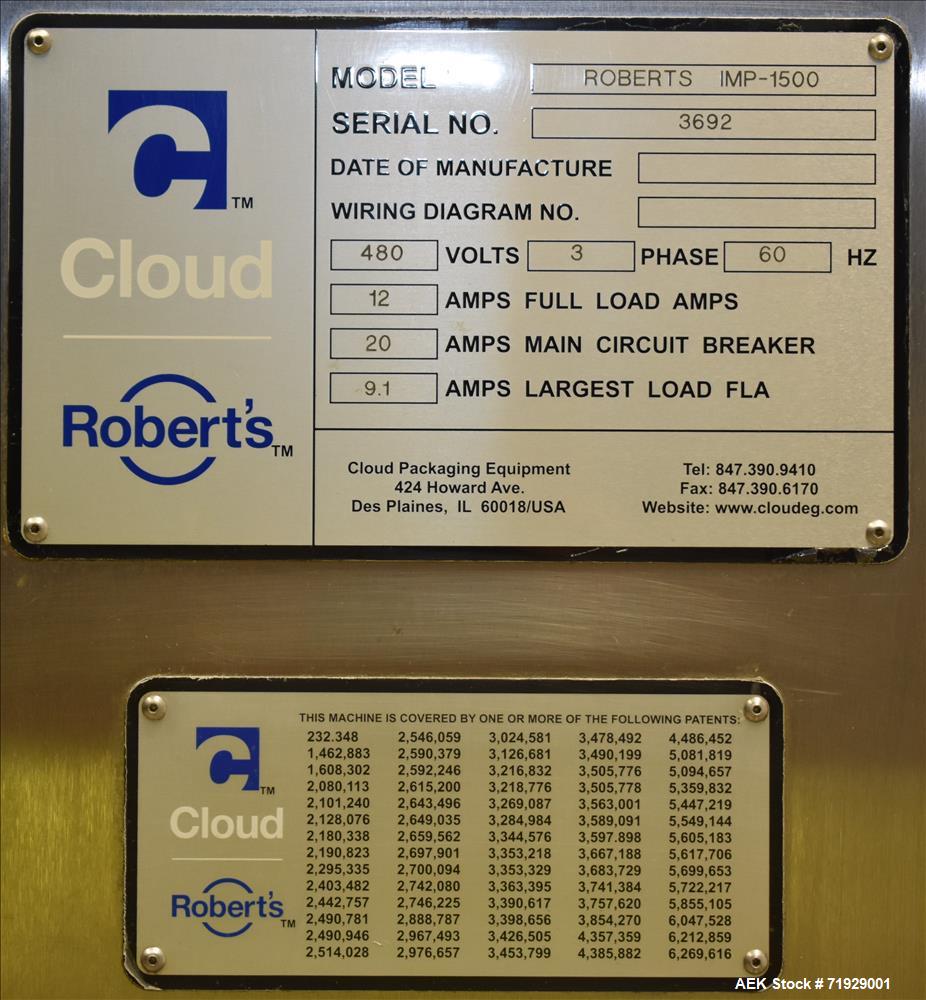 MODEL ROBERTS IMP-1500
SERIAL NO. 3692
DATE OF MANUFACTURE
WIRING DIAGRAM NO.
480 VOLTS 3 PHASE 60 HZ
12 AMPS FULL LOAD AMPS
20 AMPS MAIN CIRCUIT BREAKER
9.1 AMPS LARGEST LOAD FLA
C TM
Cloud
Robert's TM
Cloud Packaging Equipment
424 Howard Ave.
Des Plaines, IL 60018/USA
Tel: 847.390.9410
Fax: 847.390.6170
Website: www.cloudeg.com
C TM
Cloud
Robert's TM
THIS MACHINE IS COVERED BY ONE OR MORE OF THE FOLLOWING PATENTS:
232.348 2,546,059 3,024,581 3,478,492 4,486,452
1,462,883 2,590,379 3,126,681 3,490,199 5,081,819
1,608,302 2,592,246 3,216,832 3,505,776 5,094,657
2,080,113 2,615,200 3,218,776 3,505,778 5,359,832
2,101,240 2,643,496 3,269,087 3,563,001 5,447,219
2,128,076 2,649,035 3,284,984 3,589,091 5,549,144
2,180,338 2,659,562 3,344,576 3,597.898 5,605,183
2,190,823 2,697,901 3,353,218 3,667,188 5,617,706
2,295,335 2,700,094 3,353,329 3,683,729 5,699,653
2,403,482 2,742,080 3,363,395 3,741,384 5,722,217
2,442,757 2,746,225 3,390,617 3,757,620 5,855,105
2,490,781 2,888,787 3,398,656 3,854,270 6,047,528
2,490,946 2,967,493 3,426,505 4,357,359 6,212,859
2,514,028 2,976,657 3,453,799 4,385,882 6,269,616
AEK Stock # 71929001